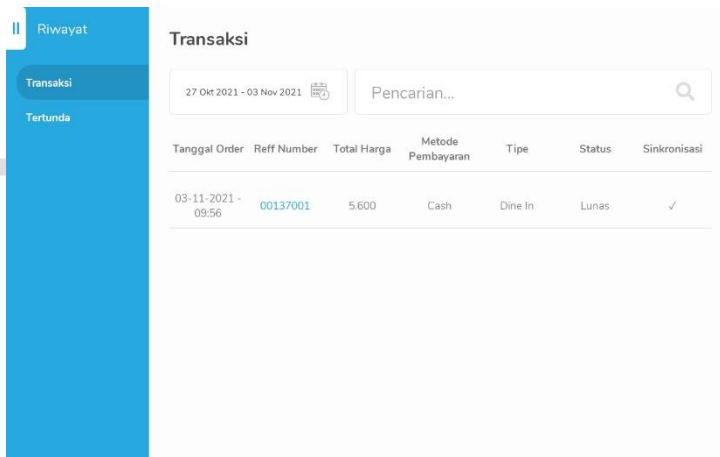 Riwayat
Transaksi
Tertunda
Transaksi
27 Okt 2021 - 03 Nov 2021
Pencarian...
Tanggal Order Reff Number Total Harga Metode Pembayaran Tipe Status Sinkronisasi
03-11-2021 - 09:56 00137001 5.600 Cash Dine In Lunas ✓